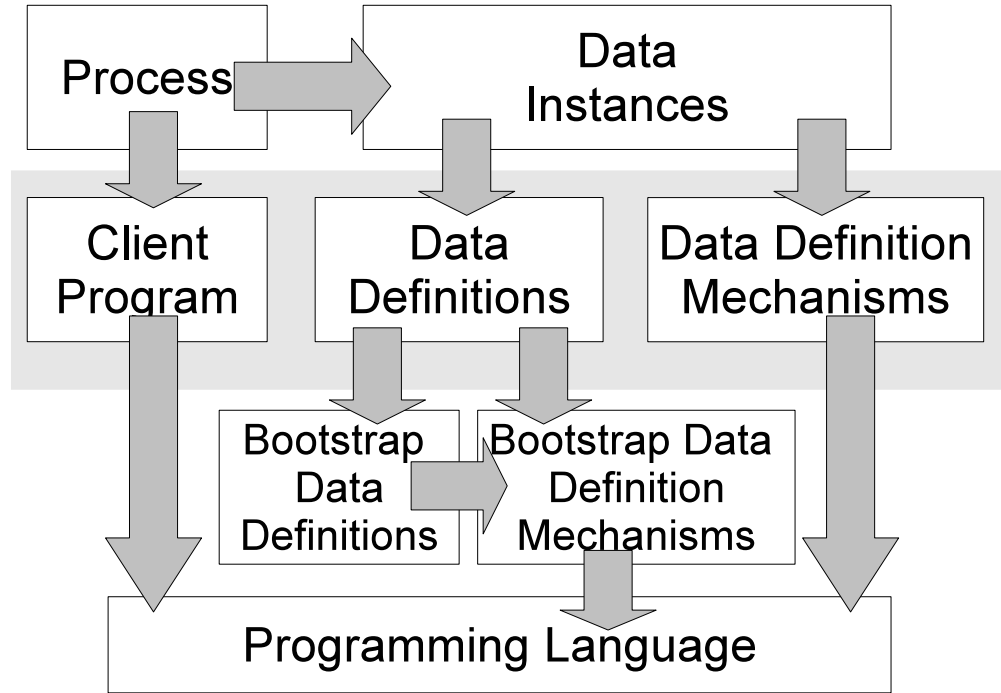 Process
Data
Instances
Client
Program
Data
Definitions
Data Definition
Mechanisms
Bootstrap
Data
Definitions
Bootstrap Data
Definition
Mechanisms
Programming Language